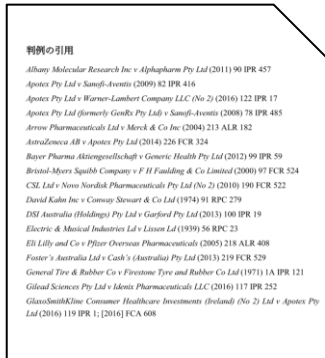 判例の引用
Albany Molecular Research Inc v Alphapharm Pty Ltd (2011) 90 IPR 457
Apotex Pty Ltd v Sanofi-Aventis (2009) 82 IPR 416
Apotex Pty Ltd v Warner-Lambert Company LLC (No 2) (2016) 122 IPR 17
Apotex Pty Ltd (formerly GenRx Pty Ltd) v Sanofi-Aventis (2008) 78 IPR 485
Arrow Pharmaceuticals Ltd v Merck & Co Inc (2004) 213 ALR 182
AstraZeneca AB v Apotex Pty Ltd (2014) 226 FCR 324
Bayer Pharma Aktiengesellschaft v Generic Health Pty Ltd (2012) 99 IPR 59
Bristol-Myers Squibb Company v F H Faulding & Co Limited (2000) 97 FCR 524
CSL Ltd v Novo Nordisk Pharmaceuticals Pty Ltd (No 2) (2010) 190 FCR 522
David Kahn Inc v Conway Stewart & Co Ltd (1974) 91 RPC 279
DSI Australia (Holdings) Pty Ltd v Garford Pty Ltd (2013) 100 IPR 19
Electric & Musical Industries Ld v Lissen Ld (1939) 56 RPC 23
Eli Lilly and Co v Pfizer Overseas Pharmaceuticals (2005) 218 ALR 408
Foster's Australia Ltd v Cash's (Australia) Pty Ltd (2013) 219 FCR 529
General Tire & Rubber Co v Firestone Tyre and Rubber Co Ltd (1971) 1A IPR 121
Gilead Sciences Pty Ltd v Idenix Pharmaceuticals LLC (2016) 117 IPR 252
GlaxoSmithKline Consumer Healthcare Investments (Ireland) (No 2) Ltd v Apotex Pty
Ltd (2016) 119 IPR 1; [2016] FCA 608